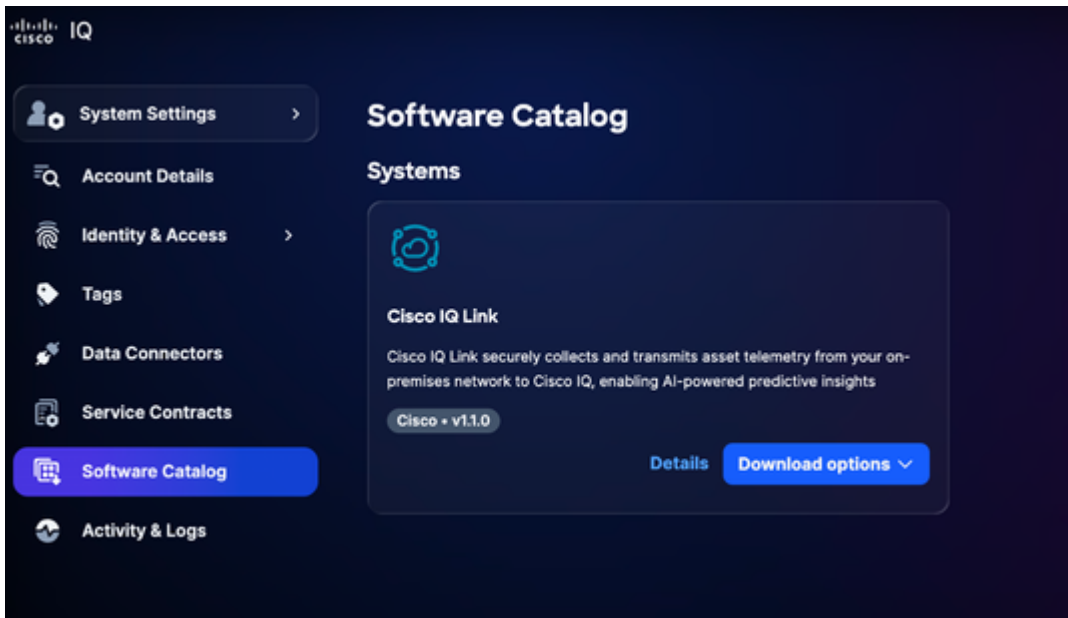 cisco IQ
System Settings
Account Details
Identity & Access
Tags
Data Connectors
Service Contracts
Software Catalog
Activity & Logs
Software Catalog
Systems
Cisco IQ Link
Cisco IQ Link securely collects and transmits asset telemetry from your on-
premises network to Cisco IQ, enabling AI-powered predictive insights
Cisco • v1.1.0
Details Download options